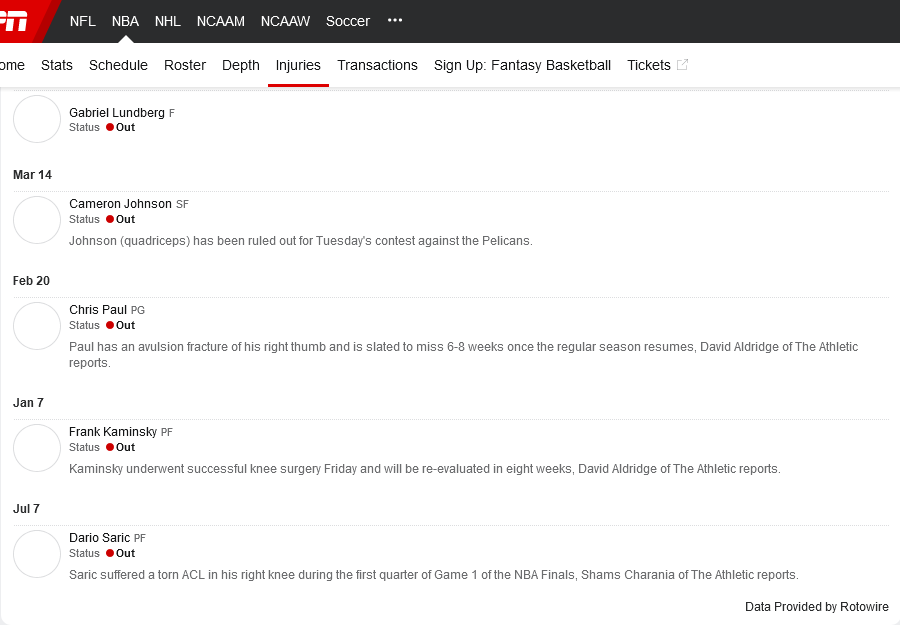 NFL NBA NHL NCAAM NCAAW Soccer
ome Stats Schedule Roster Depth Injuries Transactions Sign Up: Fantasy Basketball Tickets
Gabriel Lundberg F
Status Out
Mar 14
Cameron Johnson SF
Status Out
Johnson (quadriceps) has been ruled out for Tuesday's contest against the Pelicans.
Feb 20
Chris Paul PG
Status Out
Paul has an avulsion fracture of his right thumb and is slated to miss 6-8 weeks once the regular season resumes, David Aldridge of The Athletic
reports.
Jan 7
Frank Kaminsky PF
Status Out
Kaminsky underwent successful knee surgery Friday and will be re-evaluated in eight weeks, David Aldridge of The Athletic reports.
Jul 7
Dario Saric PF
Status Out
Saric suffered a torn ACL in his right knee during the first quarter of Game 1 of the NBA Finals, Shams Charania of The Athletic reports.
Data Provided by Rotowire